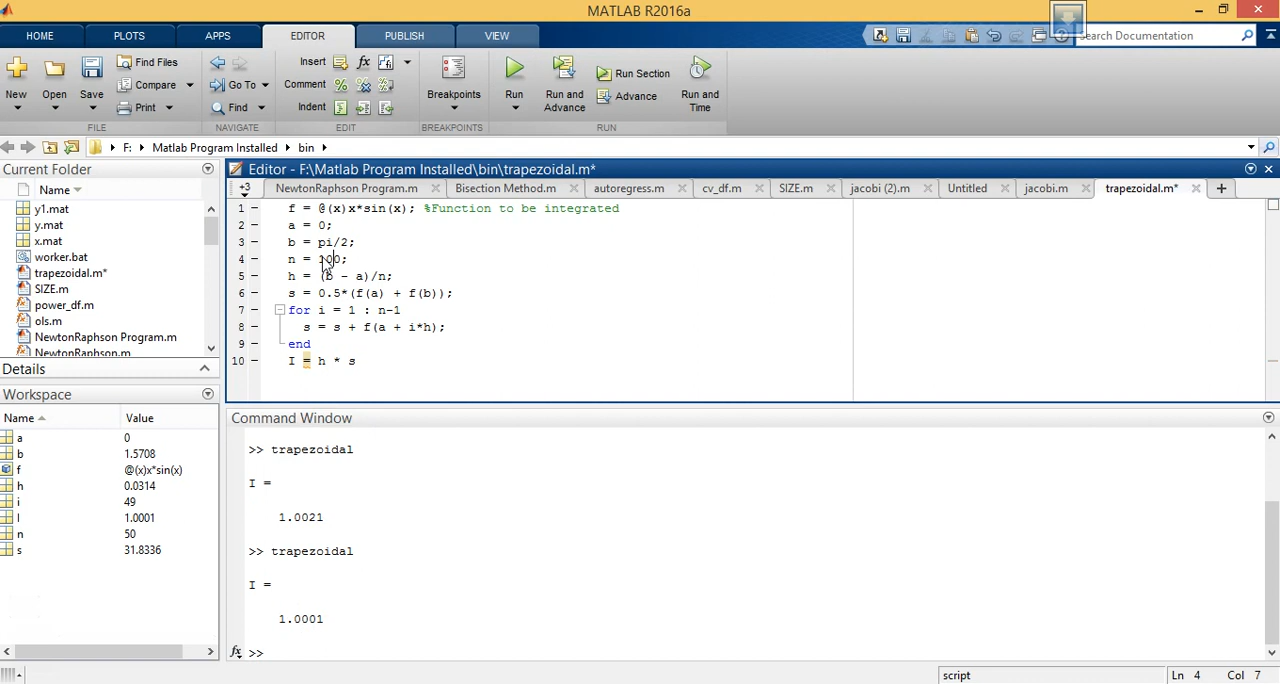 MATLAB R2016a
HOME PLOTS APPS EDITOR PUBLISH VIEW Search Documentation
New Open Save Find Files Compare Print
FILE
Go To Find
NAVIGATE
Insert fx
Comment
Indent
EDIT
Breakpoints
BREAKPOINTS
Run Run and Advance Run Section Advance Run and Time
RUN
F: Matlab Program Installed bin
Current Folder
Name
y1.mat
y.mat
x.mat
worker.bat
trapezoidal.m*
SIZE.m
power_df.m
ols.m
NewtonRaphson Program.m
NewtonRaphson.m
Details
Workspace
Name Value
a 0
b 1.5708
f @(x)x*sin(x)
h 0.0314
i 49
I 1.0001
n 50
s 31.8336
Editor - F:\Matlab Program Installed\bin\trapezoidal.m*
+3 NewtonRaphson Program.m Bisection Method.m autoregress.m cv_df.m SIZE.m jacobi (2).m Untitled jacobi.m trapezoidal.m*
1 - f = @(x)x*sin(x); %Function to be integrated
2 - a = 0;
3 - b = pi/2;
4 - n = 100;
5 - h = (b - a)/n;
6 - s = 0.5*(f(a) + f(b));
7 - for i = 1 : n-1
8 - s = s + f(a + i*h);
9 - end
10 - I = h * s
Command Window
>> trapezoidal
I =
1.0021
>> trapezoidal
I =
1.0001
fx >>
script Ln 4 Col 7